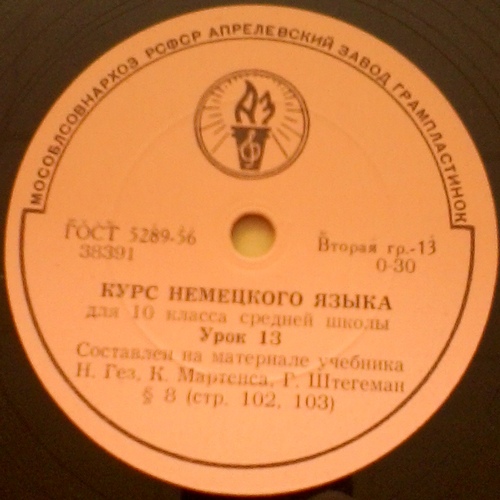 МОСОБЛСОВНАРХОЗ РСФСР АПРЕЛЕВСКИЙ ЗАВОД ГРАМПЛАСТИНОК
АЗ
ГОСТ 5289-56
38391
Вторая гр.-13
0-30
КУРС НЕМЕЦКОГО ЯЗЫКА
для 10 класса средней школы
Урок 13
Составлен на материале учебника
Н. Гез, К. Мартенса, Г. Штегеман
§ 8 (стр. 102, 103)